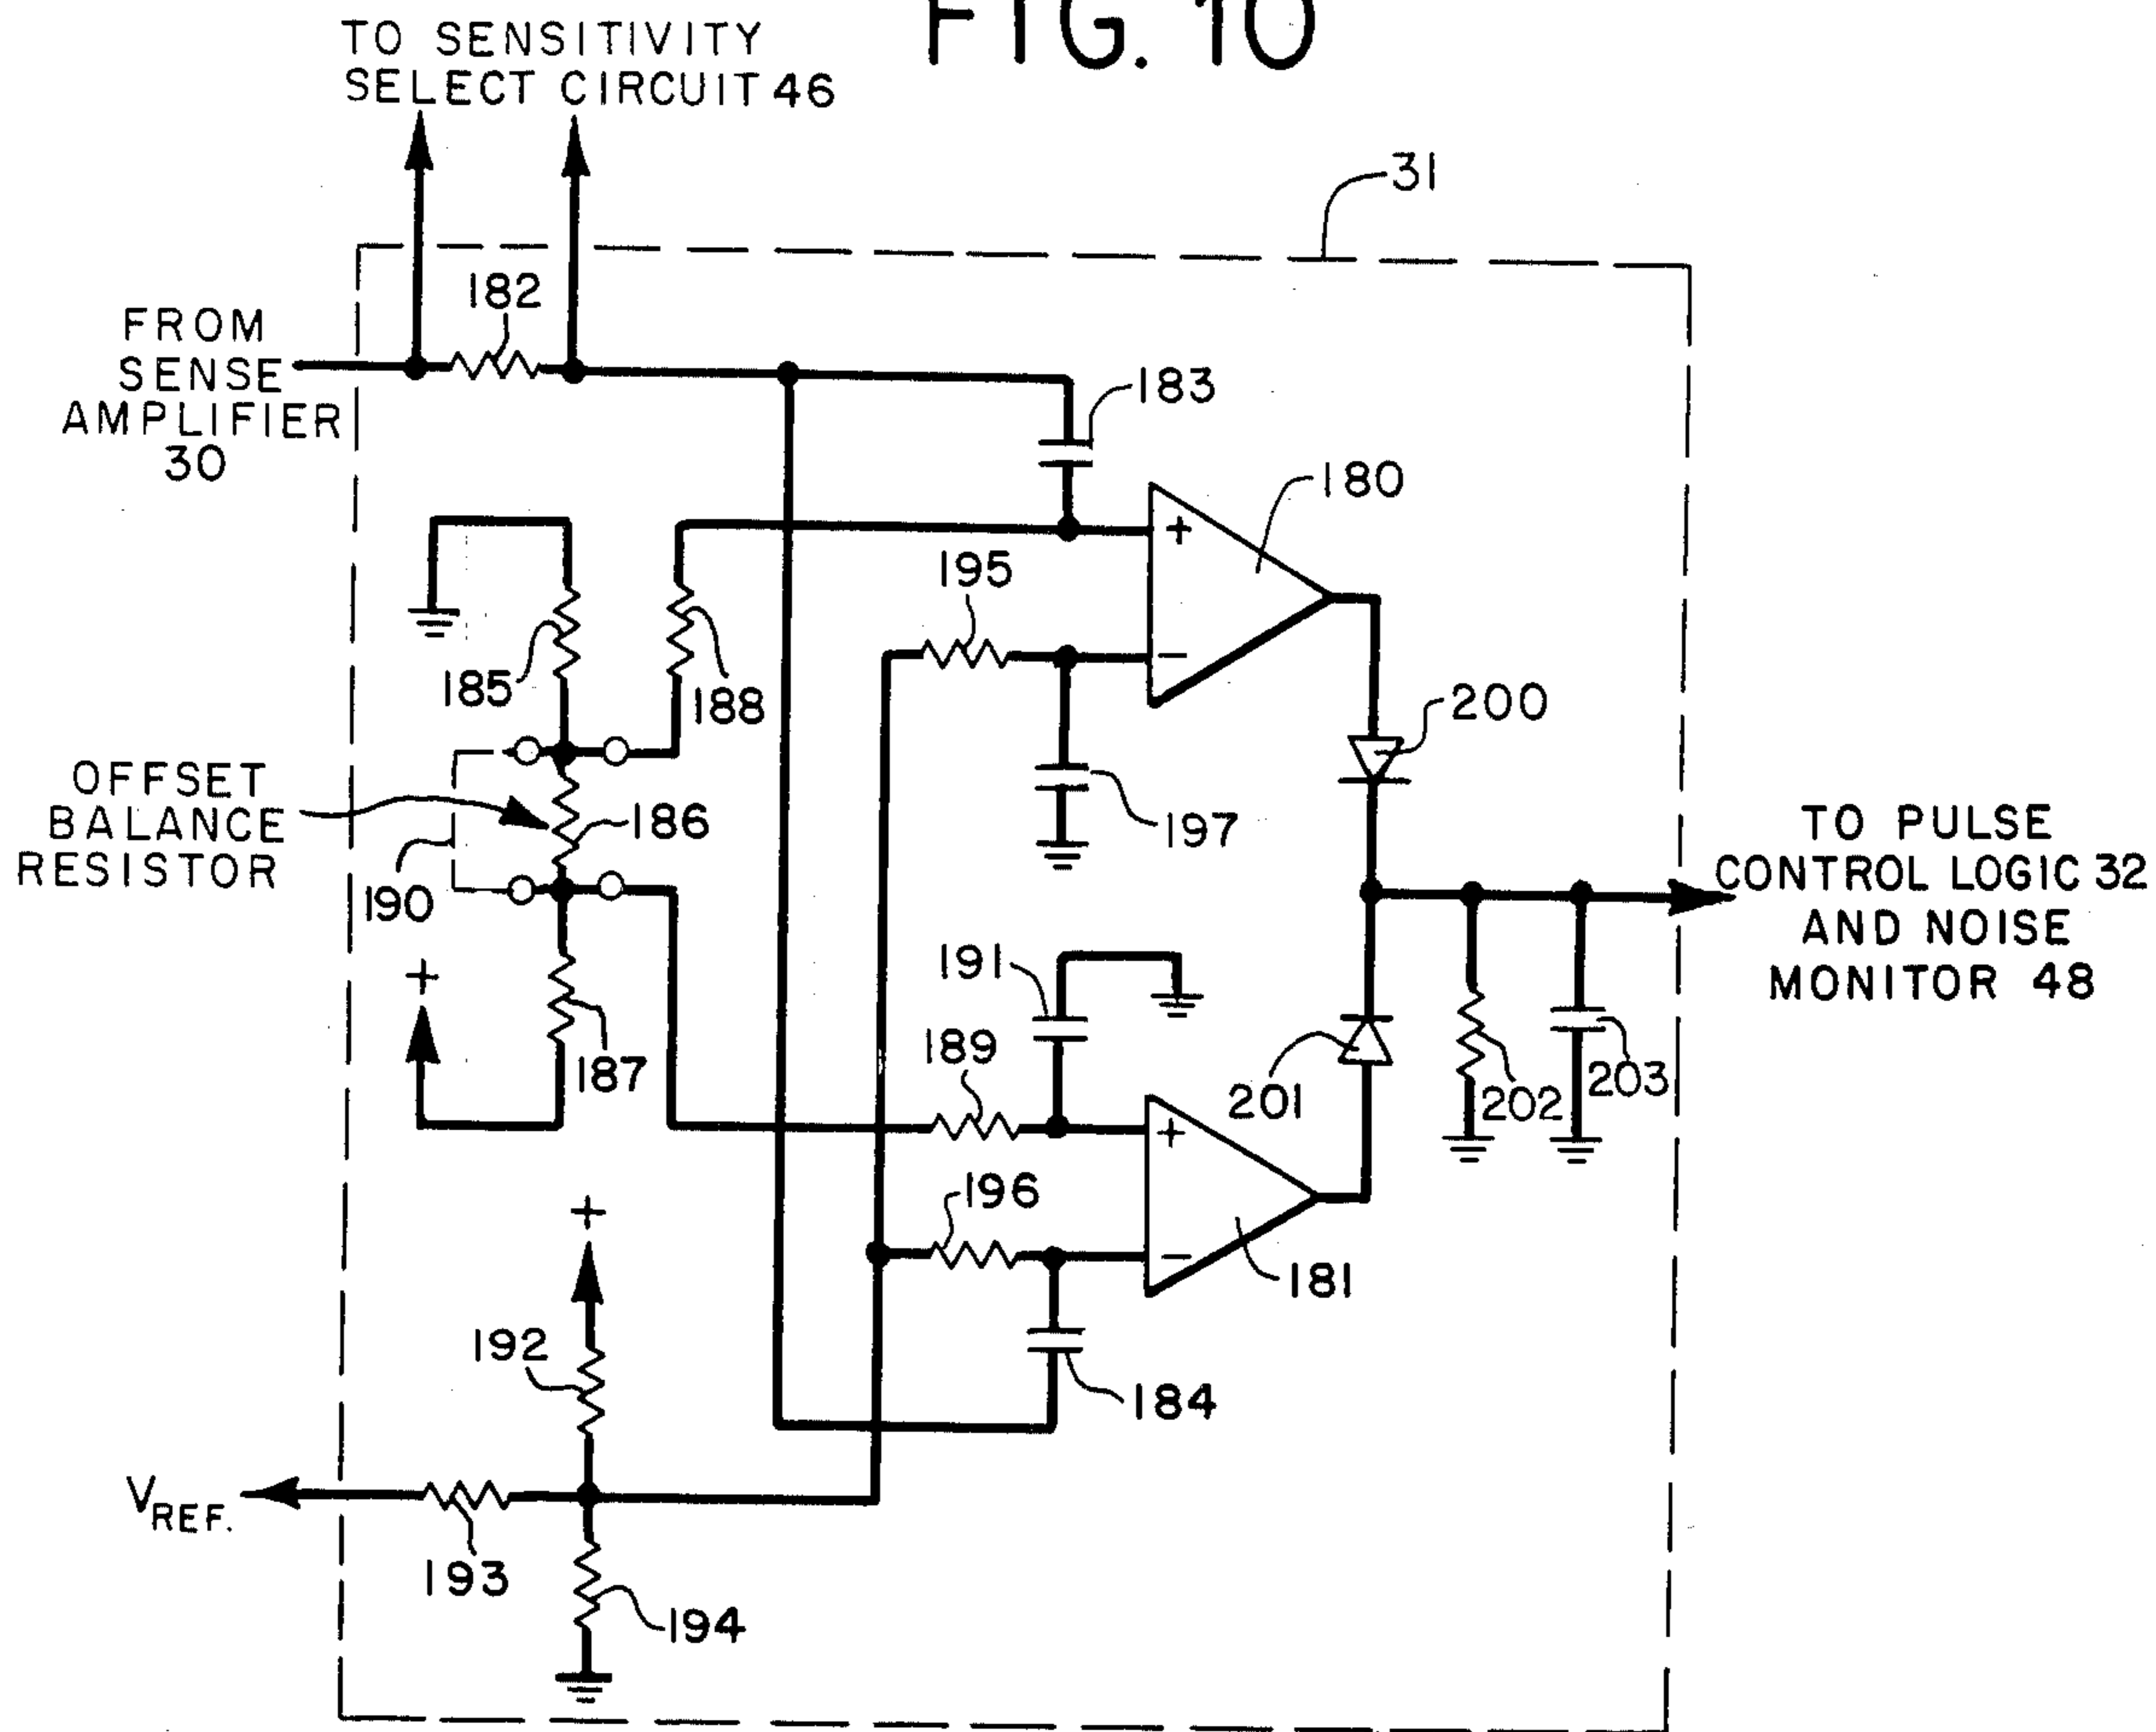 FIG. 10
TO SENSITIVITY
SELECT CIRCUIT 46
31
182
FROM
SENSE
AMPLIFIER
30
183
180
+
195
185
188
−
200
OFFSET
BALANCE
RESISTOR
186
197
190
TO PULSE
CONTROL LOGIC 32
AND NOISE
MONITOR 48
+
191
189
187
201
202
203
+
196
+
−
181
192
184
VREF.
193
194